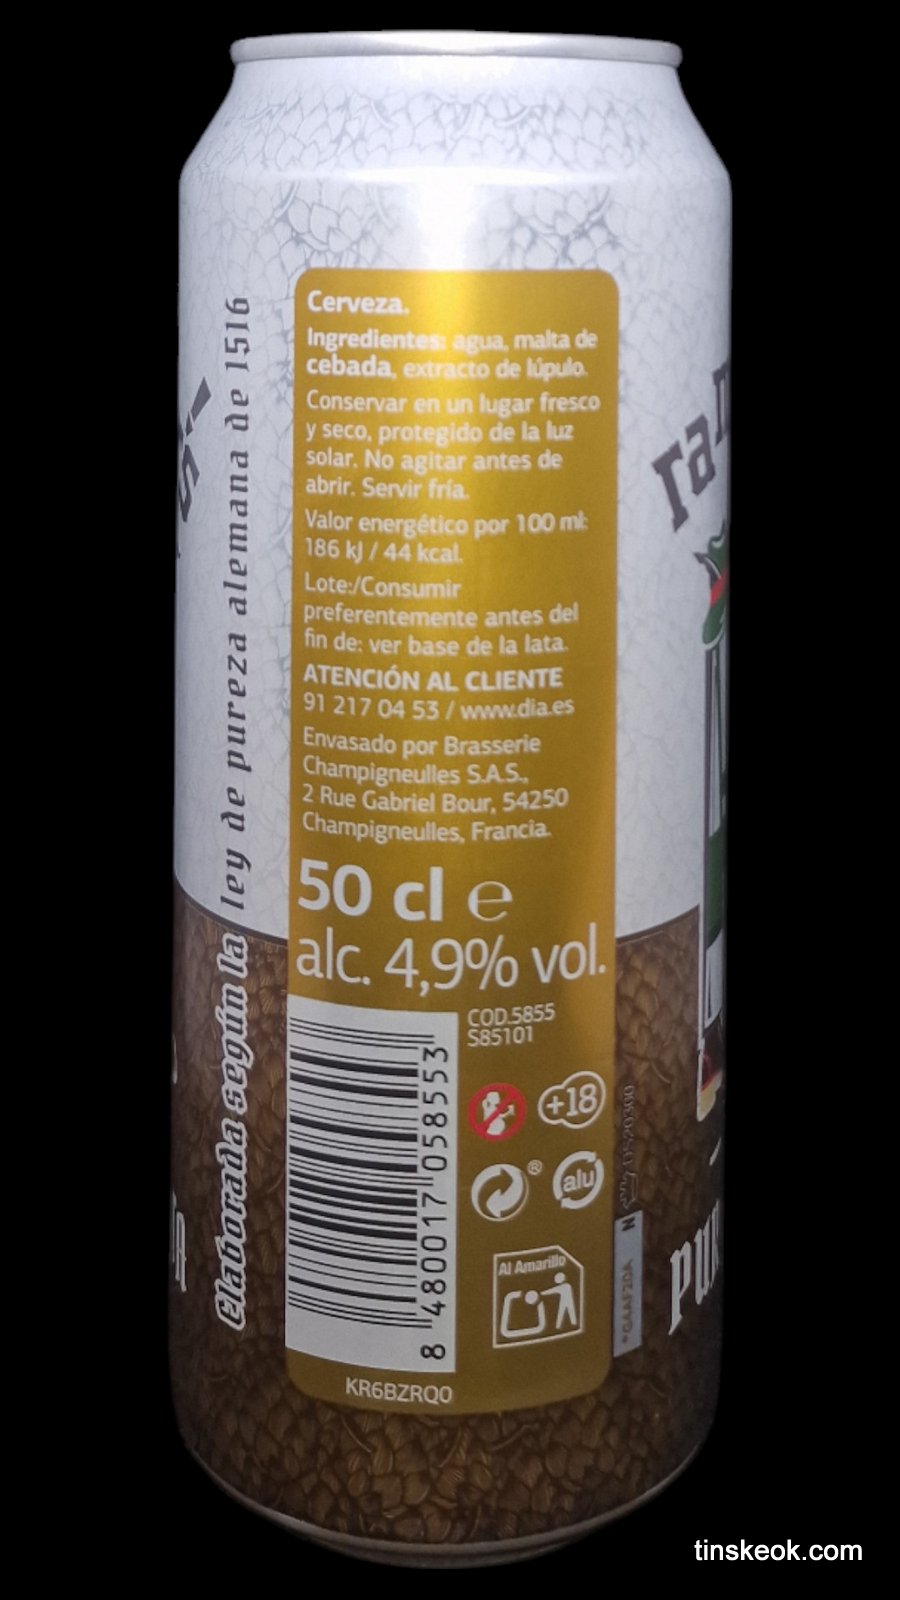 Elaborada según la ley de pureza alemana de 1516
Cerveza.
Ingredientes: agua, malta de
cebada, extracto de lúpulo.
Conservar en un lugar fresco
y seco, protegido de la luz
solar. No agitar antes de
abrir. Servir fría.
Valor energético por 100 ml:
186 kJ / 44 kcal.
Lote:/Consumir
preferentemente antes del
fin de: ver base de la lata.
ATENCIÓN AL CLIENTE
91 217 04 53 / www.dia.es
Envasado por Brasserie
Champigneulles S.A.S.,
2 Rue Gabriel Bour, 54250
Champigneulles, Francia.
50 cl e
alc. 4,9% vol.
COD.5855
S85101
+18
® alu
Al Amarillo
8 480017 058553
KR6BZRQ0
ra
pur
tinskeok.com